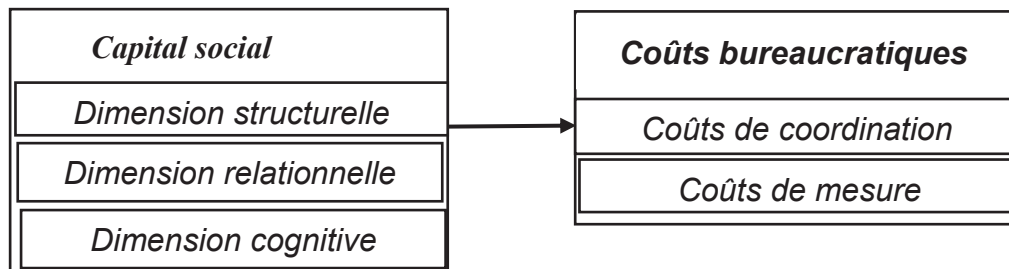 Capital social
Dimension structurelle
Dimension relationnelle
Dimension cognitive
Coûts bureaucratiques
Coûts de coordination
Coûts de mesure